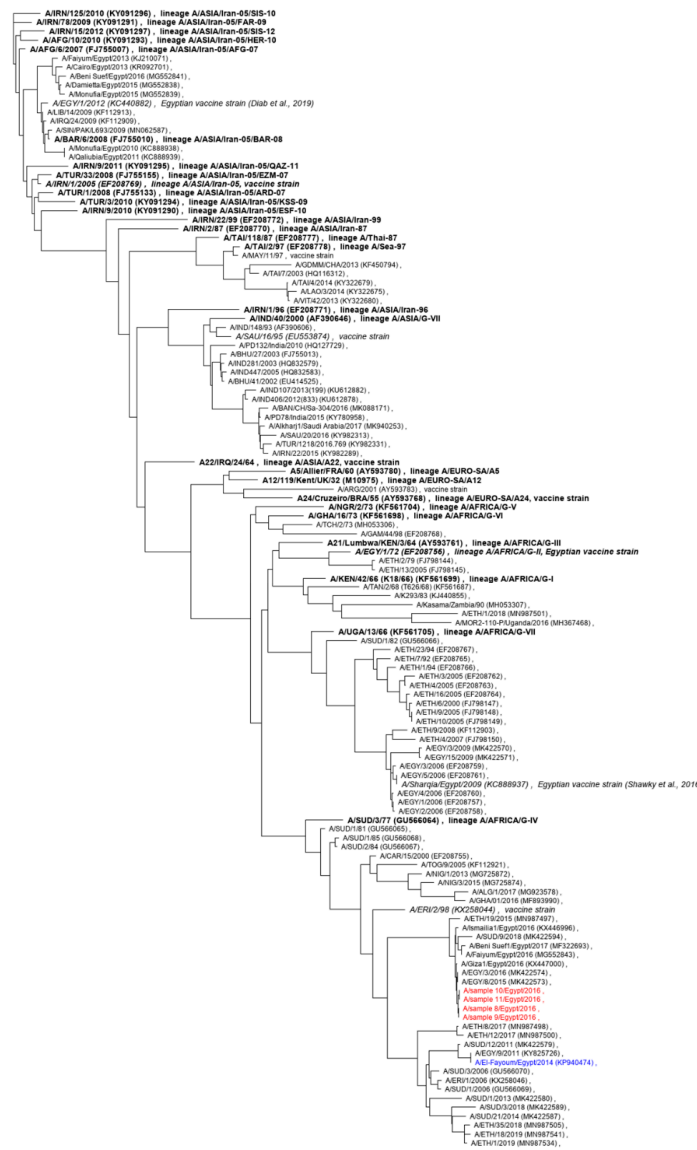 A/IRN/125/2010 (KY091296) , lineage A/ASIA/Iran-05/SIS-10
A/IRN/78/2009 (KY091291) , lineage A/ASIA/Iran-05/FAR-09
A/IRN/15/2012 (KY091297) , lineage A/ASIA/Iran-05/SIS-12
A/AFG/10/2010 (KY091293) , lineage A/ASIA/Iran-05/HER-10
A/AFG/6/2007 (FJ755007) , lineage A/ASIA/Iran-05/AFG-07
A/Faiyum/Egypt/2013 (KJ210071) ,
A/Cairo/Egypt/2013 (KR092701) ,
A/Beni Suef/Egypt/2016 (MG552841) ,
A/Damietta/Egypt/2015 (MG552838) ,
A/Monufia/Egypt/2015 (MG552839) ,
A/EGY/1/2012 (KC440882) , Egyptian vaccine strain (Diab et al., 2019)
A/LIB/14/2009 (KF112913) ,
A/IRQ/24/2009 (KF112909) ,
A/SIN/PAK/L693/2009 (MN062587) ,
A/BAR/6/2008 (FJ755010) , lineage A/ASIA/Iran-05/BAR-08
A/Monufia/Egypt/2010 (KC888938) ,
A/Qaliubia/Egypt/2011 (KC888939) ,
A/IRN/9/2011 (KY091295) , lineage A/ASIA/Iran-05/QAZ-11
A/TUR/33/2008 (FJ755155) , lineage A/ASIA/Iran-05/EZM-07
A/IRN/1/2005 (EF208769) , lineage A/ASIA/Iran-05, vaccine strain
A/TUR/1/2008 (FJ755133) , lineage A/ASIA/Iran-05/ARD-07
A/TUR/3/2010 (KY091294) , lineage A/ASIA/Iran-05/KSS-09
A/IRN/9/2010 (KY091290) , lineage A/ASIA/Iran-05/ESF-10
A/IRN/22/99 (EF208772) , lineage A/ASIA/Iran-99
A/IRN/2/87 (EF208770) , lineage A/ASIA/Iran-87
A/TAI/118/87 (EF208777) , lineage A/Thai-87
A/TAI/2/97 (EF208778) , lineage A/Sea-97
A/MAY/11/97 , vaccine strain
A/GDMM/CHA/2013 (KF450794) ,
A/TAI/7/2003 (HQ116312) ,
A/TAI/4/2014 (KY322679) ,
A/LAO/3/2014 (KY322675) ,
A/VIT/42/2013 (KY322680) ,
A/IRN/1/96 (EF208771) , lineage A/ASIA/Iran-96
A/IND/40/2000 (AF390646) , lineage A/ASIA/G-VII
A/IND/148/93 (AF390606) ,
A/SAU/16/95 (EU553874) , vaccine strain
A/PD132/India/2010 (HQ127729) ,
A/BHU/27/2003 (FJ755013) ,
A/IND281/2003 (HQ832579) ,
A/IND447/2005 (HQ832583) ,
A/BHU/41/2002 (EU414525) ,
A/IND107/2013(199) (KU612882) ,
A/IND406/2012(833) (KU612878) ,
A/BAN/CH/Sa-304/2016 (MK088171) ,
A/PD78/India/2015 (KY780958) ,
A/Alkharj1/Saudi Arabia/2017 (MK940253) ,
A/SAU/20/2016 (KY982313) ,
A/TUR/1218/2016.769 (KY982331) ,
A/IRN/22/2015 (KY982289) ,
A22/IRQ/24/64 , lineage A/ASIA/A22, vaccine strain
A5/Allier/FRA/60 (AY593780) , lineage A/EURO-SA/A5
A12/119/Kent/UK/32 (M10975) , lineage A/EURO-SA/A12
A/ARG/2001 (AY593783) , vaccine strain
A24/Cruzeiro/BRA/55 (AY593768) , lineage A/EURO-SA/A24, vaccine strain
A/NGR/2/73 (KF561704) , lineage A/AFRICA/G-V
A/GHA/16/73 (KF561698) , lineage A/AFRICA/G-VI
A/TCH/2/73 (MH053306) ,
A/GAM/44/98 (EF208768) ,
A21/Lumbwa/KEN/3/64 (AY593761) , lineage A/AFRICA/G-III
A/EGY/1/72 (EF208756) , lineage A/AFRICA/G-II, Egyptian vaccine strain
A/ETH/2/79 (FJ798144) ,
A/ETH/13/2005 (FJ798145) ,
A/KEN/42/66 (K18/66) (KF561699) , lineage A/AFRICA/G-I
A/TAN/2/68 (T626/68) (KF561687) ,
A/K293/83 (KJ440855) ,
A/Kasama/Zambia/90 (MH053307) ,
A/ETH/1/2018 (MN987501) ,
A/MOR2-110-P/Uganda/2016 (MH367468) ,
A/UGA/13/66 (KF561705) , lineage A/AFRICA/G-VII
A/SUD/1/82 (GU566066) ,
A/ETH/23/94 (EF208767) ,
A/ETH/7/92 (EF208765) ,
A/ETH/1/94 (EF208766) ,
A/ETH/3/2005 (EF208762) ,
A/ETH/4/2005 (EF208763) ,
A/ETH/16/2005 (EF208764) ,
A/ETH/6/2000 (FJ798147) ,
A/ETH/9/2005 (FJ798148) ,
A/ETH/10/2005 (FJ798149) ,
A/ETH/9/2008 (KF112903) ,
A/ETH/4/2007 (FJ798150) ,
A/EGY/3/2009 (MK422570) ,
A/EGY/15/2009 (MK422571) ,
A/EGY/3/2006 (EF208759) ,
A/EGY/5/2006 (EF208761) ,
A/Sharqia/Egypt/2009 (KC888937) , Egyptian vaccine strain (Shawky et al., 2016
A/EGY/4/2006 (EF208760) ,
A/EGY/1/2006 (EF208757) ,
A/EGY/2/2006 (EF208758) ,
A/SUD/3/77 (GU566064) , lineage A/AFRICA/G-IV
A/SUD/1/81 (GU566065) ,
A/SUD/1/85 (GU566068) ,
A/SUD/2/84 (GU566067) ,
A/CAR/15/2000 (EF208755) ,
A/TOG/9/2005 (KF112921) ,
A/NIG/1/2013 (MG725872) ,
A/NIG/3/2015 (MG725874) ,
A/ALG/1/2017 (MG923578) ,
A/GHA/01/2016 (MF893990) ,
A/ERI/2/98 (KX258044) , vaccine strain
A/ETH/19/2015 (MN987497) ,
A/Ismailia1/Egypt/2016 (KX446996) ,
A/SUD/9/2018 (MK422594) ,
A/Beni Suef1/Egypt/2017 (MF322693) ,
A/Faiyum/Egypt/2016 (MG552843) ,
A/Giza1/Egypt/2016 (KX447000) ,
A/EGY/3/2016 (MK422574) ,
A/EGY/8/2015 (MK422573) ,
A/sample 10/Egypt/2016 ,
A/sample 11/Egypt/2016 ,
A/sample 8/Egypt/2016 ,
A/sample 9/Egypt/2016 ,
A/ETH/8/2017 (MN987498) ,
A/ETH/12/2017 (MN987500) ,
A/SUD/12/2011 (MK422579) ,
A/EGY/9/2011 (KY825726) ,
A/El-Fayoum/Egypt/2014 (KP940474) ,
A/SUD/3/2006 (GU566070) ,
A/ERI/1/2006 (KX258046) ,
A/SUD/1/2006 (GU566069) ,
A/SUD/1/2013 (MK422580) ,
A/SUD/3/2018 (MK422589) ,
A/SUD/21/2014 (MK422587) ,
A/ETH/35/2018 (MN987505) ,
A/ETH/18/2019 (MN987541) ,
A/ETH/1/2019 (MN987534) ,